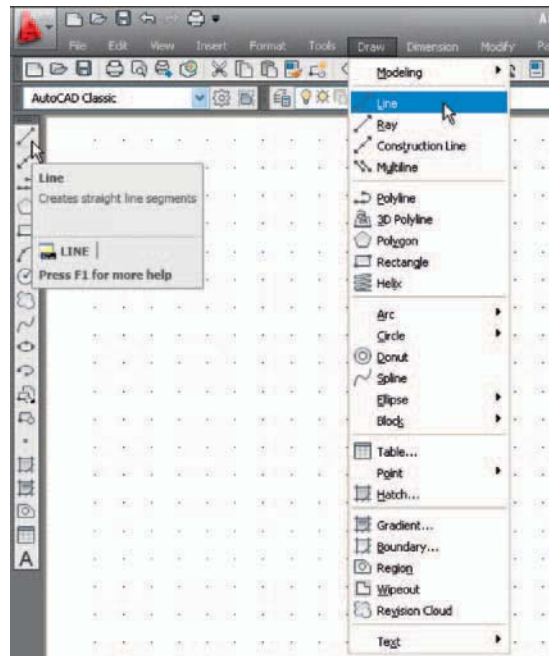 A
File Edit View Insert Format Tools Draw Dimension Modify
AutoCAD Classic
Line
Creates straight line segments
LINE
Press F1 for more help
A
Modeling
Line
Ray
Construction Line
Multiline
Polyline
3D Polyline
Polygon
Rectangle
Helix
Arc
Circle
Donut
Spline
Ellipse
Block
Table...
Point
Hatch...
Gradient...
Boundary...
Region
Wipeout
Revision Cloud
Text